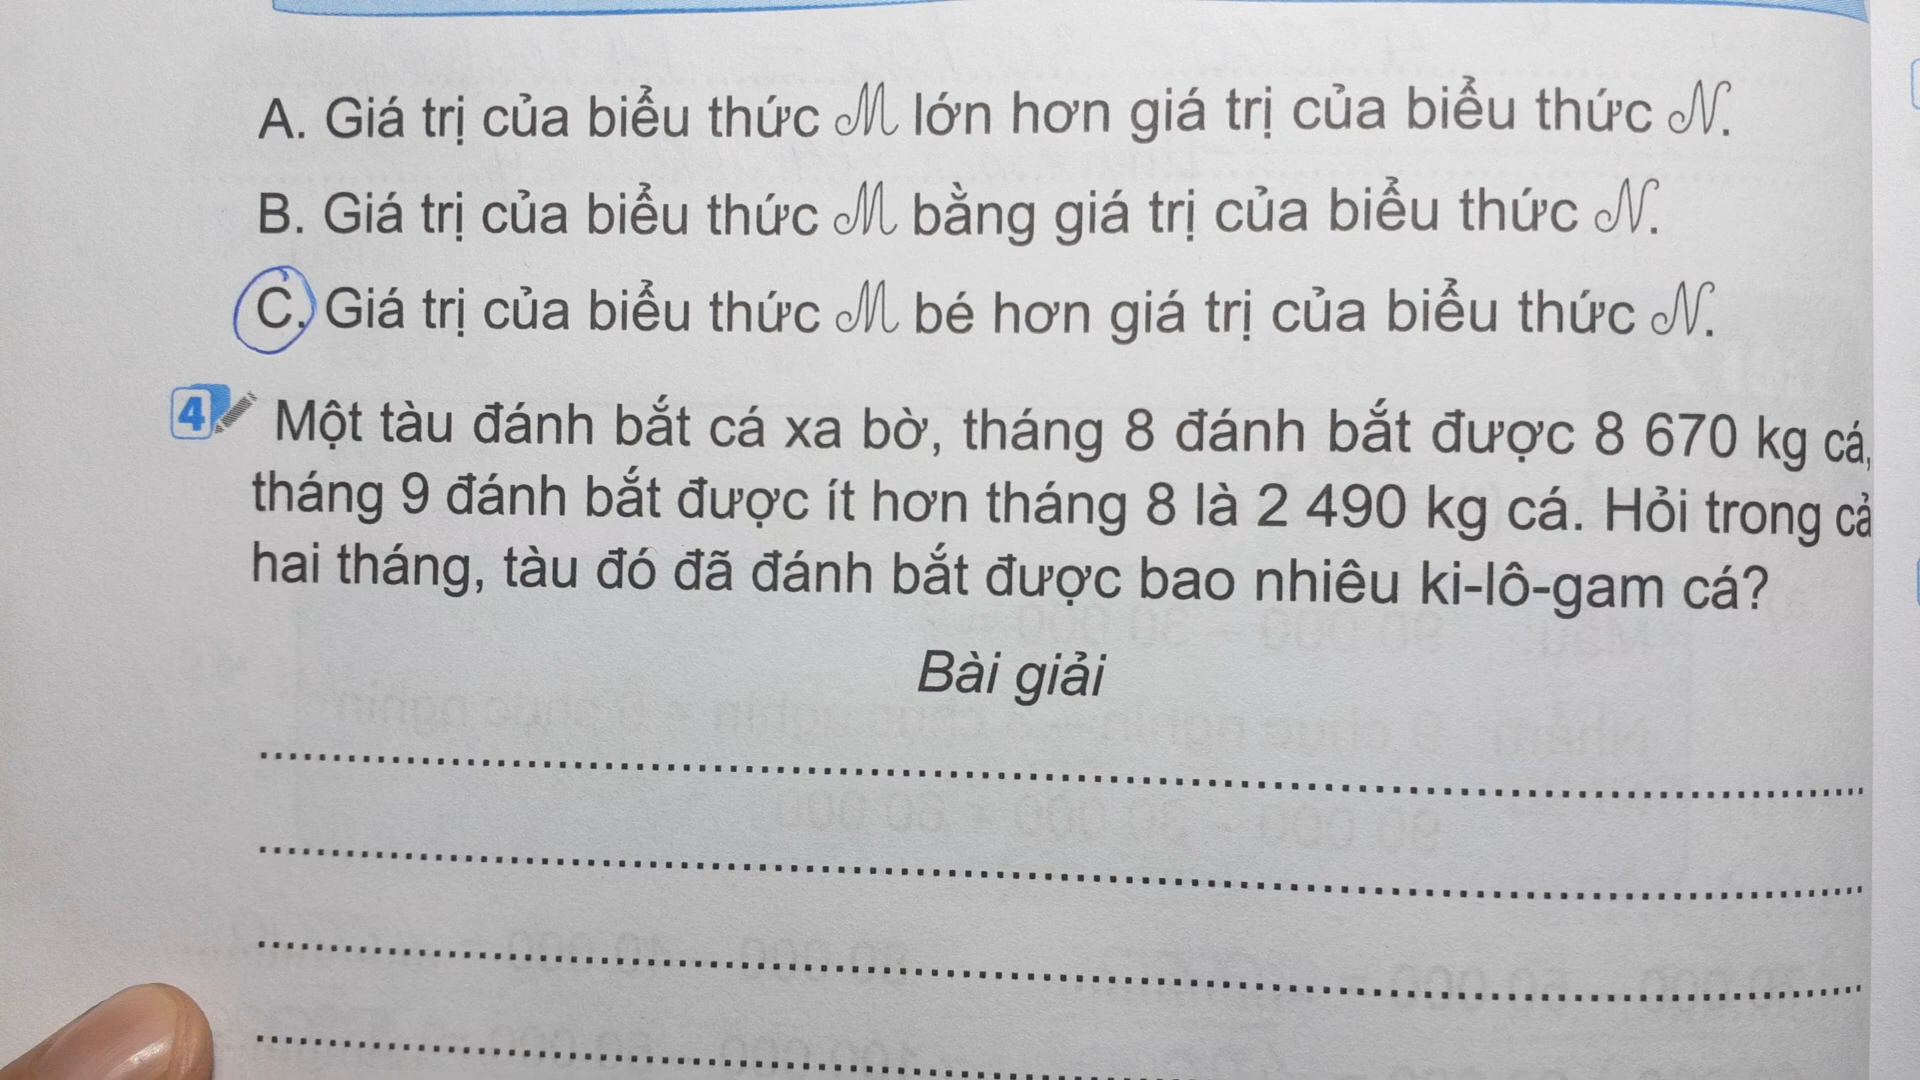 A. Giá trị của biểu thức M lớn hơn giá trị của biểu thức N.
B. Giá trị của biểu thức M bằng giá trị của biểu thức N.
C. Giá trị của biểu thức M bé hơn giá trị của biểu thức N.
4 Một tàu đánh bắt cá xa bờ, tháng 8 đánh bắt được 8 670 kg cá,
tháng 9 đánh bắt được ít hơn tháng 8 là 2 490 kg cá. Hỏi trong cả
hai tháng, tàu đó đã đánh bắt được bao nhiêu ki-lô-gam cá?
Bài giải